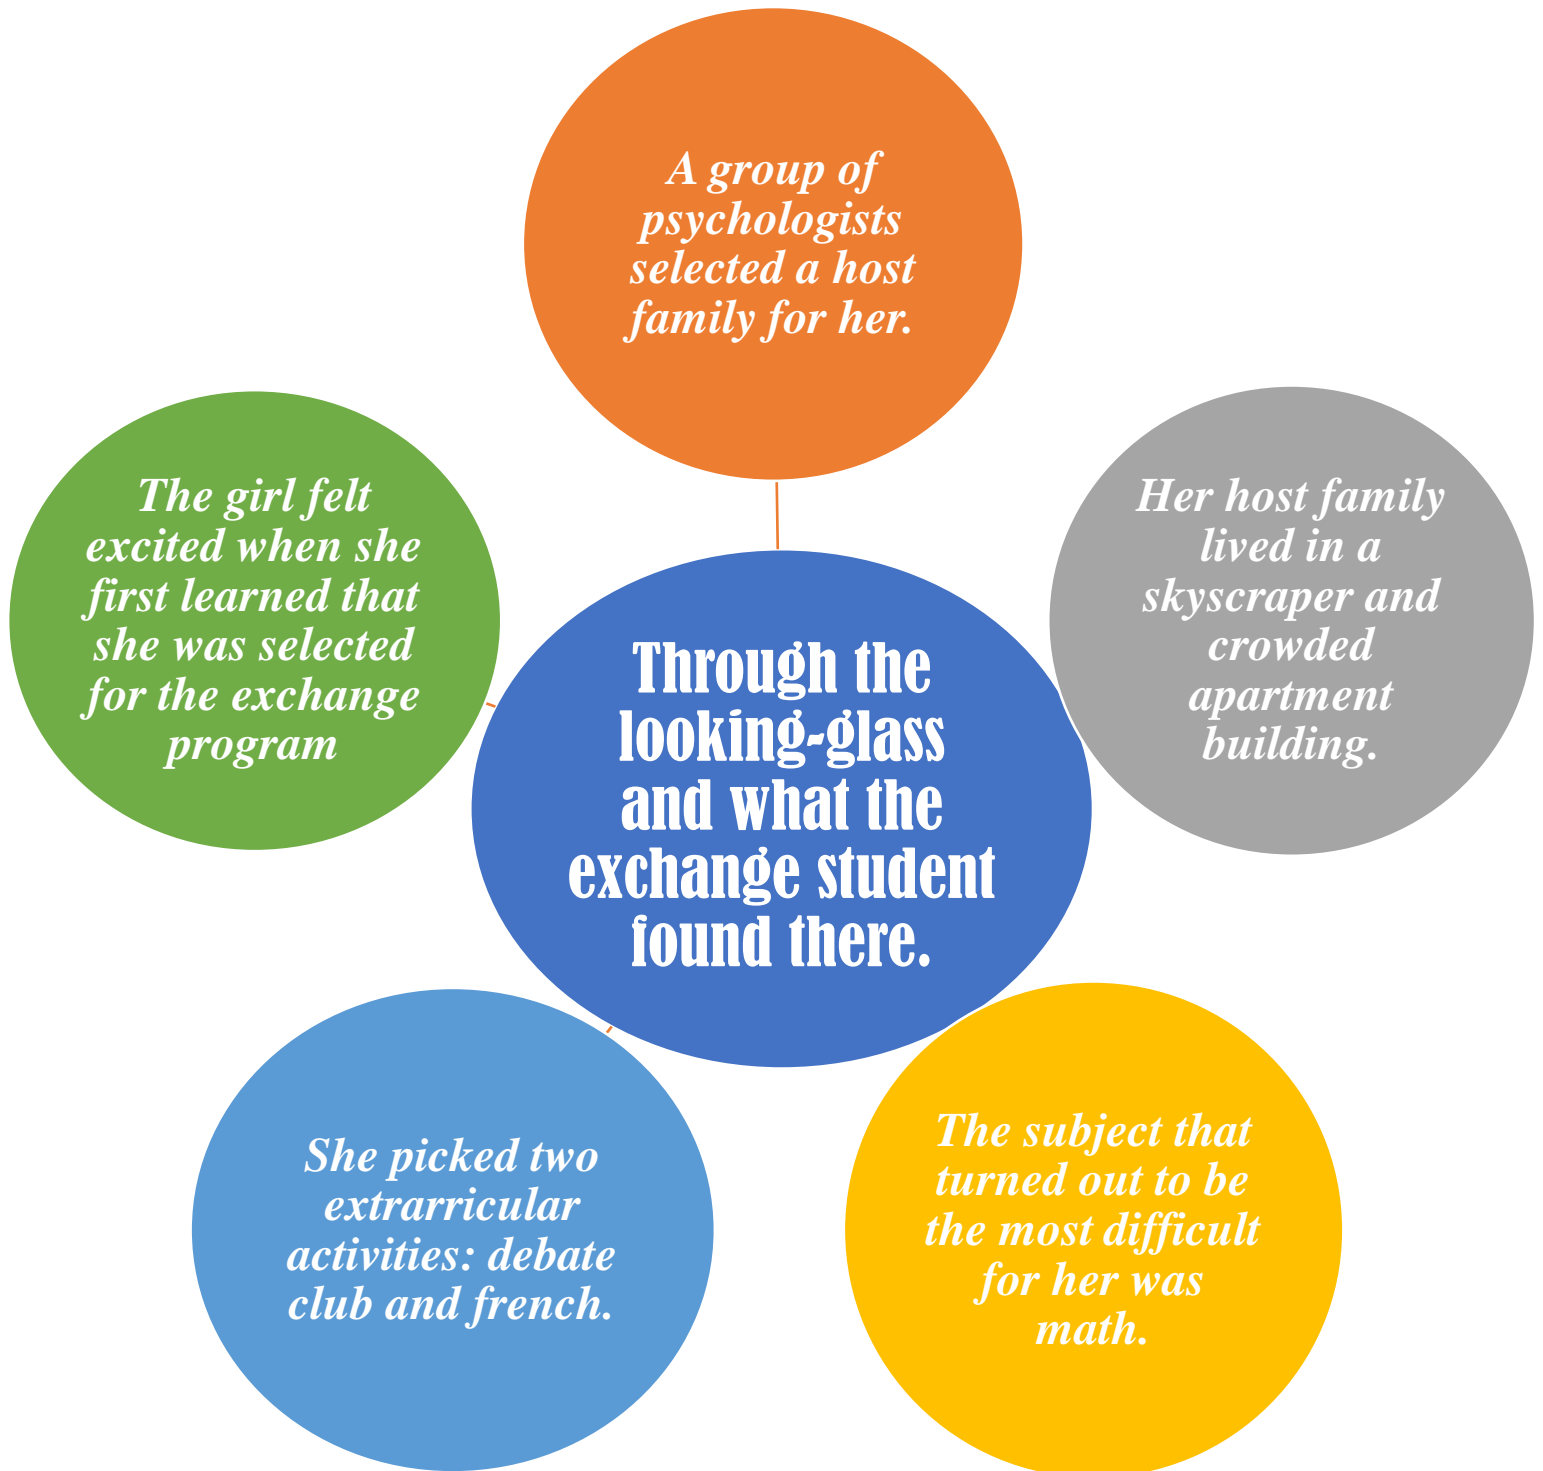 A group of
psychologists
selected a host
family for her.
Her host family
lived in a
skyscraper and
crowded
apartment
building.
The subject that
turned out to be
the most difficult
for her was
math.
She picked two
extrarricular
activities: debate
club and french.
The girl felt
excited when she
first learned that
she was selected
for the exchange
program
Through the
looking-glass
and what the
exchange student
found there.